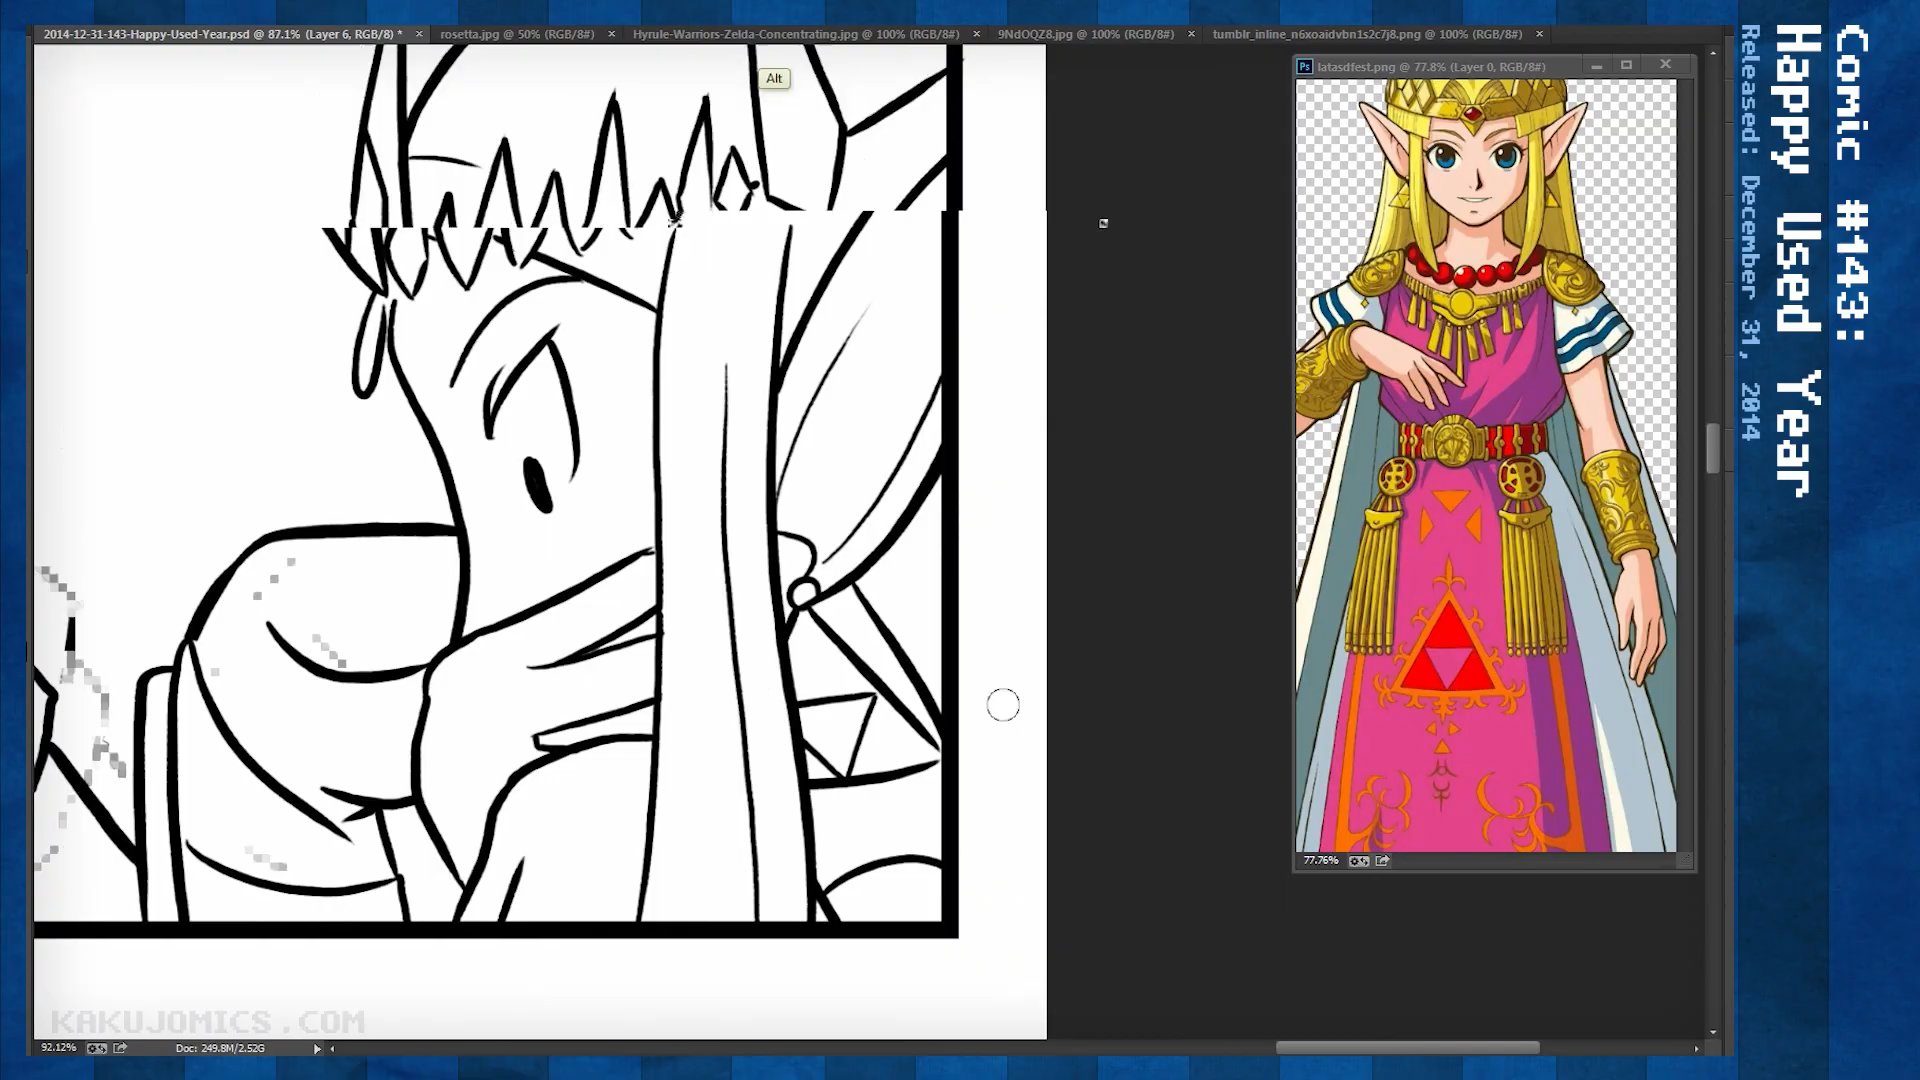 2014-12-31-143-Happy-Used-Year.psd @ 87.1% (Layer 6, RGB/8) *
rosetta.jpg @ 50% (RGB/8#)
Hyrule-Warriors-Zelda-Concentrating.jpg @ 100% (RGB/8#)
9NdOQZ8.jpg @ 100% (RGB/8#)
tumblr_inline_n6xoaidvbn1s2c7j8.png @ 100% (RGB/8#)
Alt
Ps
latasdfest.png @ 77.8% (Layer 0, RGB/8#)
77.76%
KAKUJOMICS.COM
92.12%
Doc: 249.8M/2.52G
Comic #143:
Happy Used Year
Released: December 31, 2014